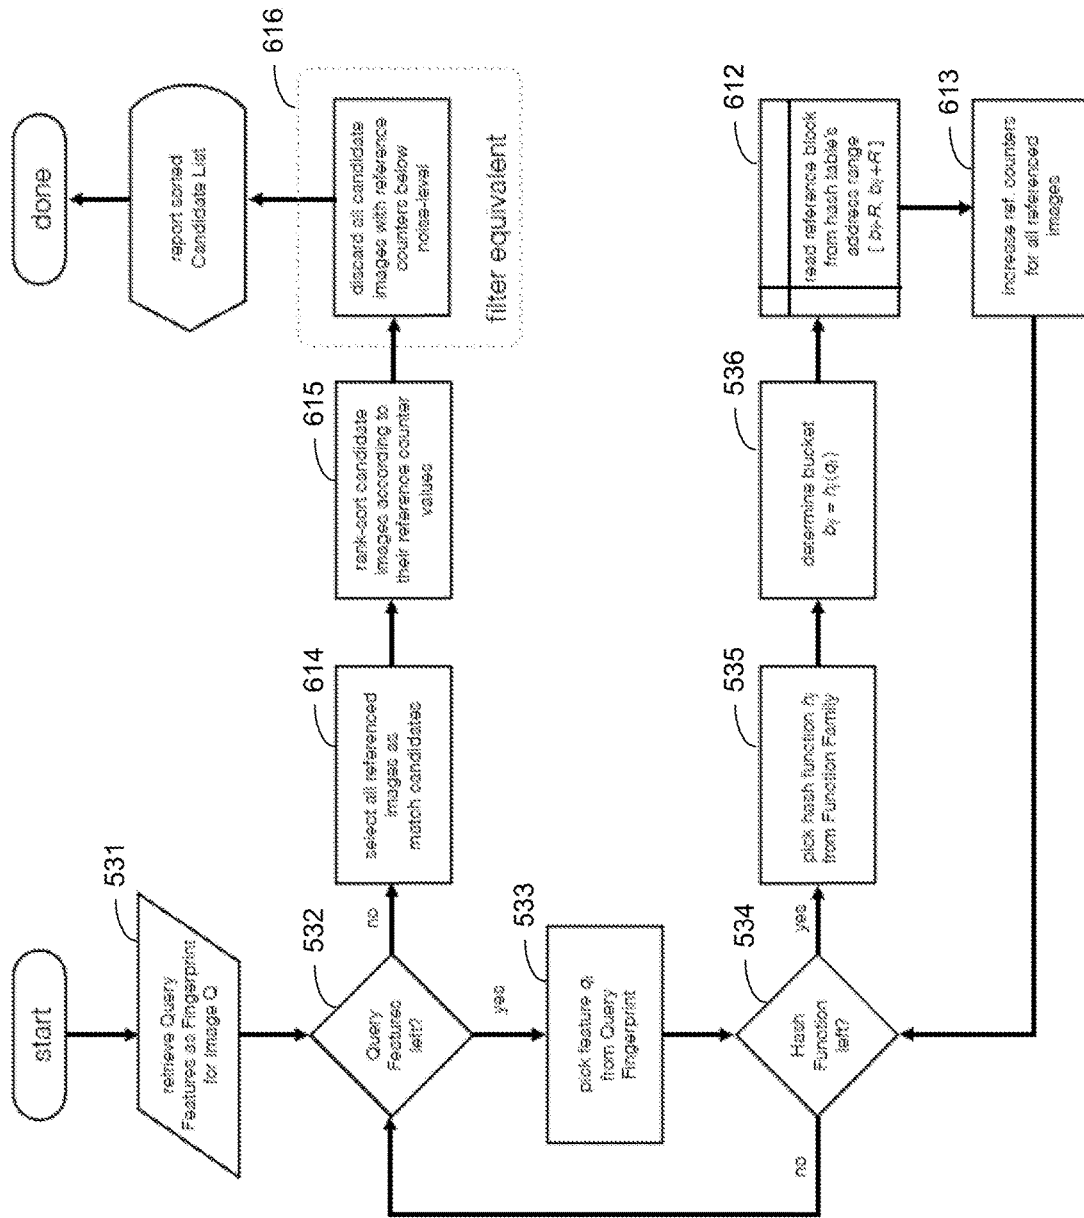 start
531
retrieve Query
Features as Fingerprint
for Image Q
532
Query
Features
left?
no
yes
614
select all referenced
images as
match candidates
615
rank-sort candidate
images according to
their reference counter
values
616
discard all candidate
images with reference
counters below
noise-level
filter equivalent
report sorted
Candidate List
done
533
pick feature qi
from Query
Fingerprint
534
Hash
Function
left?
no
yes
535
pick hash function hj
from Function Family
536
determine bucket
bij = hj (qi)
612
read reference block
from hash table's
address range
[ bij-R, bij+R ]
613
increase ref. counters
for all referenced
images